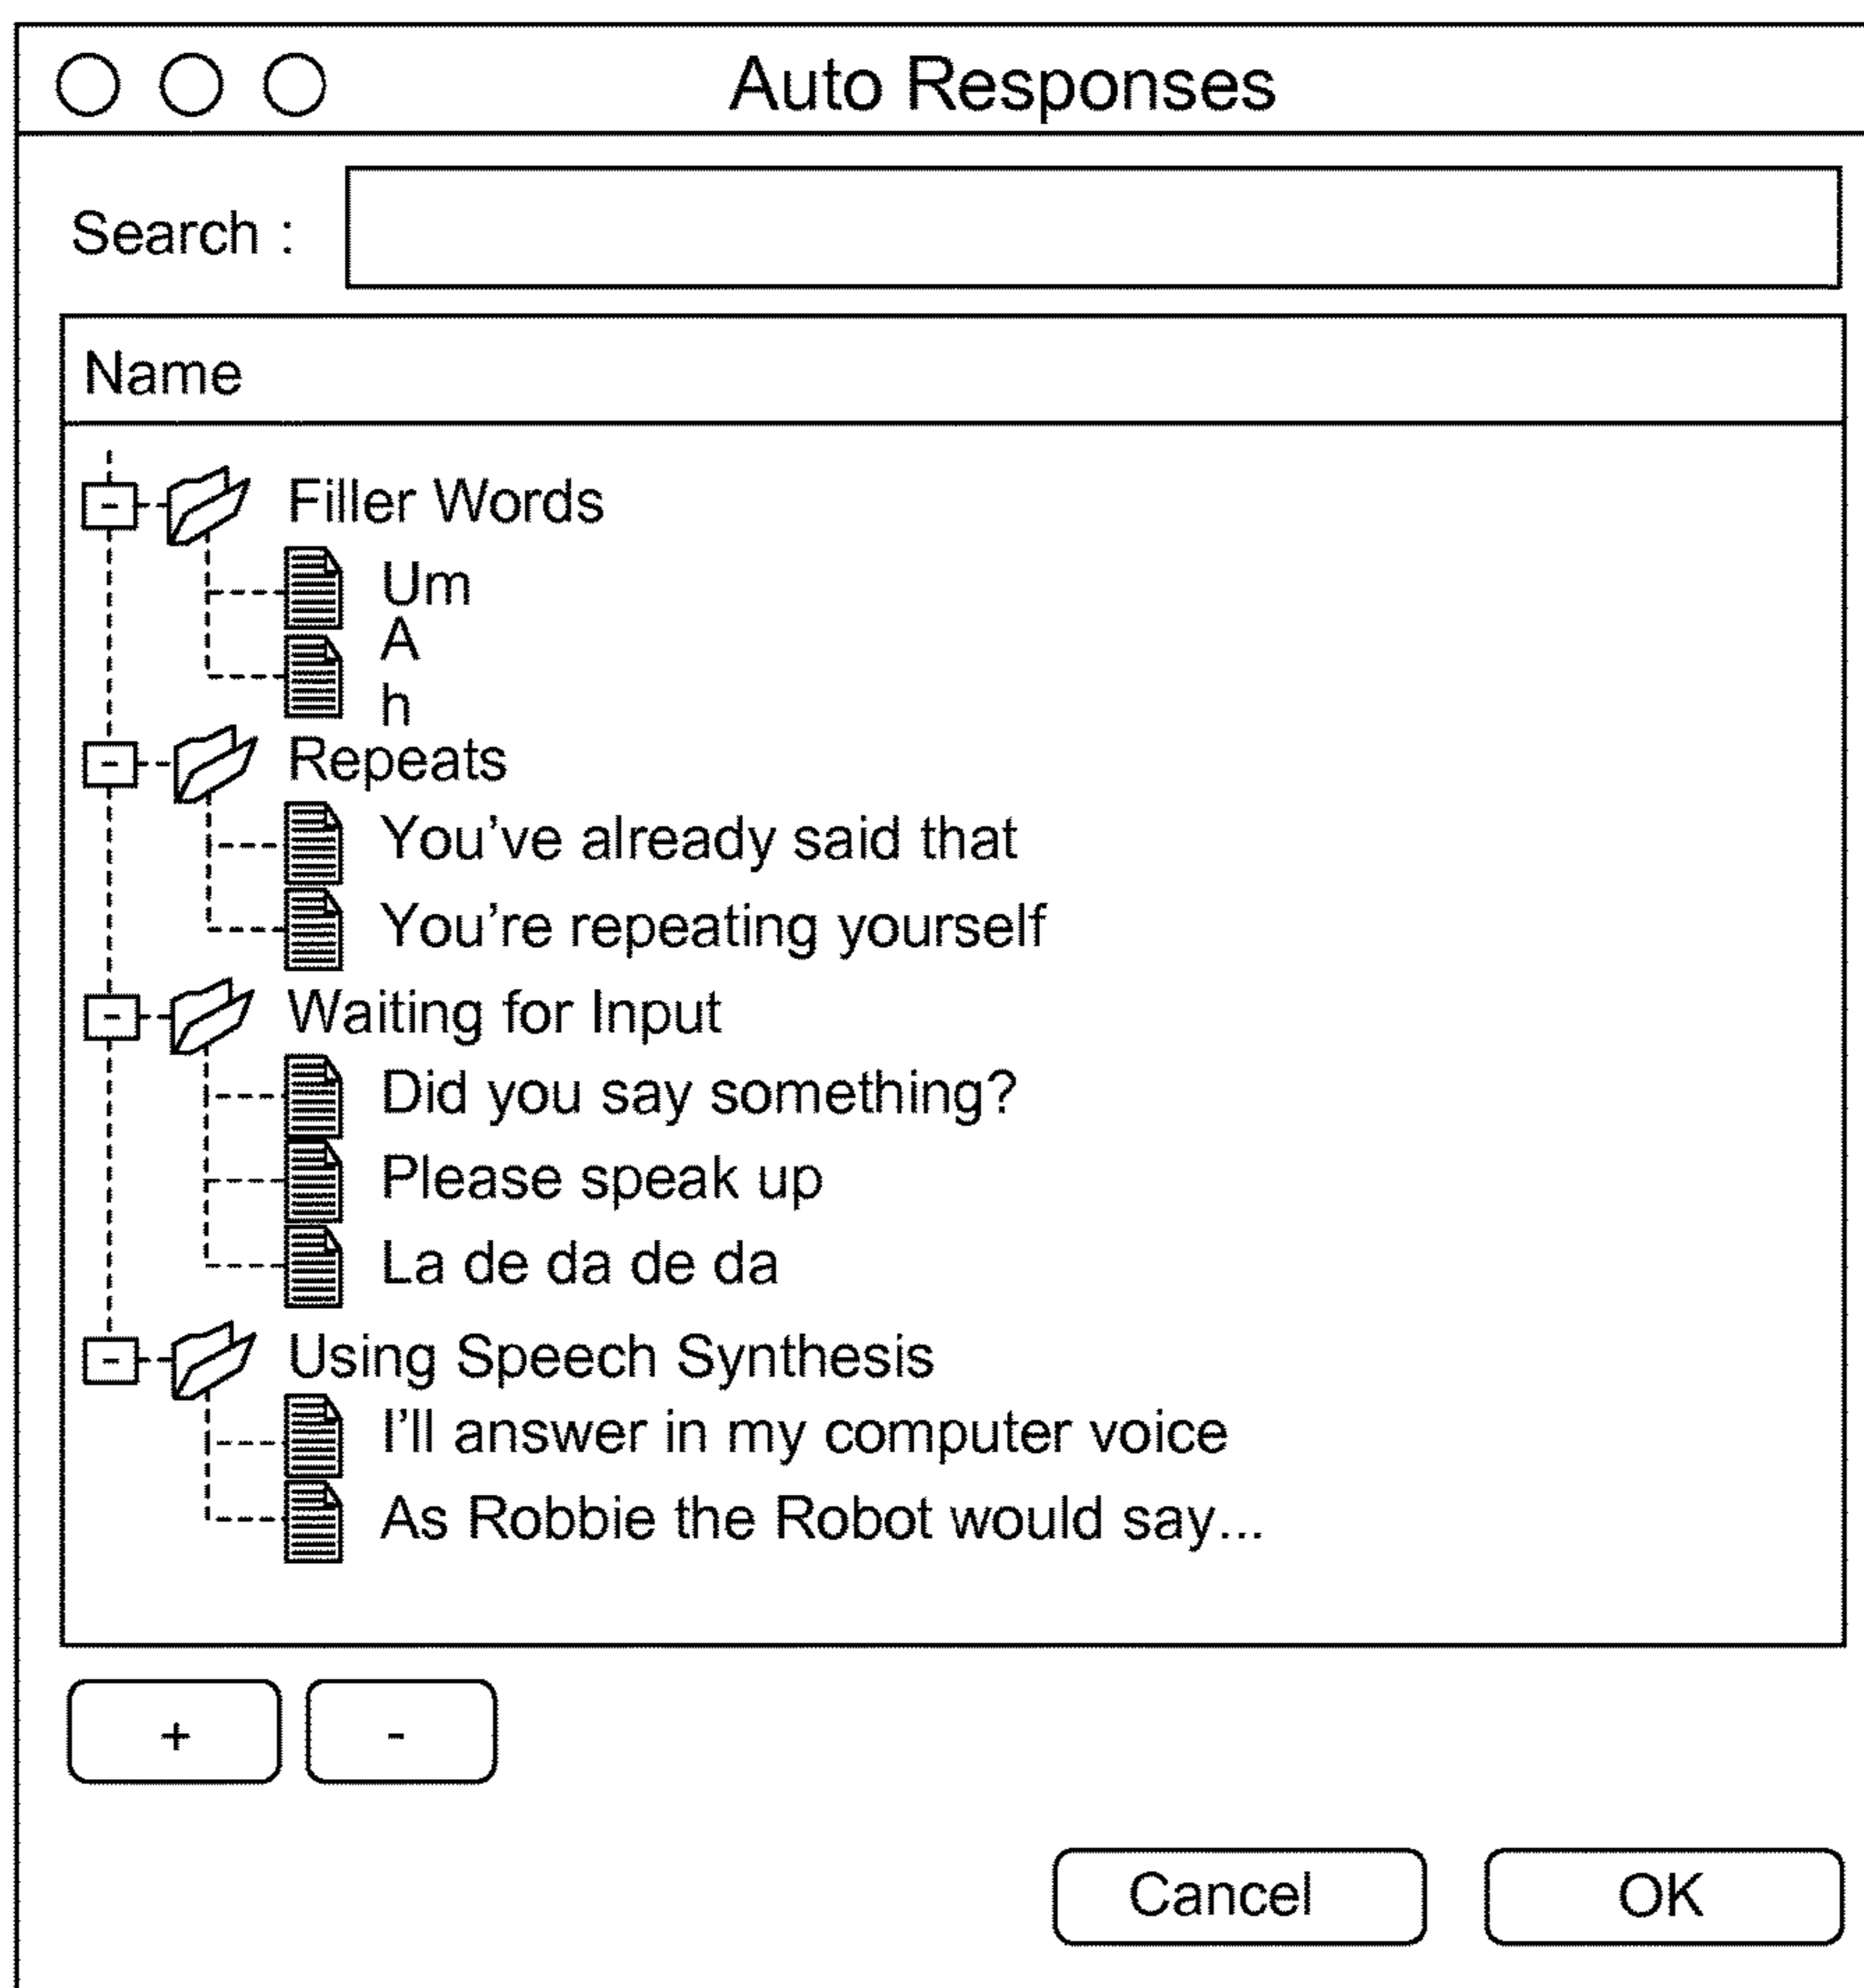 Auto Responses
Search :
Name
- Filler Words
Um
A
h
- Repeats
You’ve already said that
You’re repeating yourself
- Waiting for Input
Did you say something?
Please speak up
La de da de da
- Using Speech Synthesis
I’ll answer in my computer voice
As Robbie the Robot would say...
+ -
Cancel OK